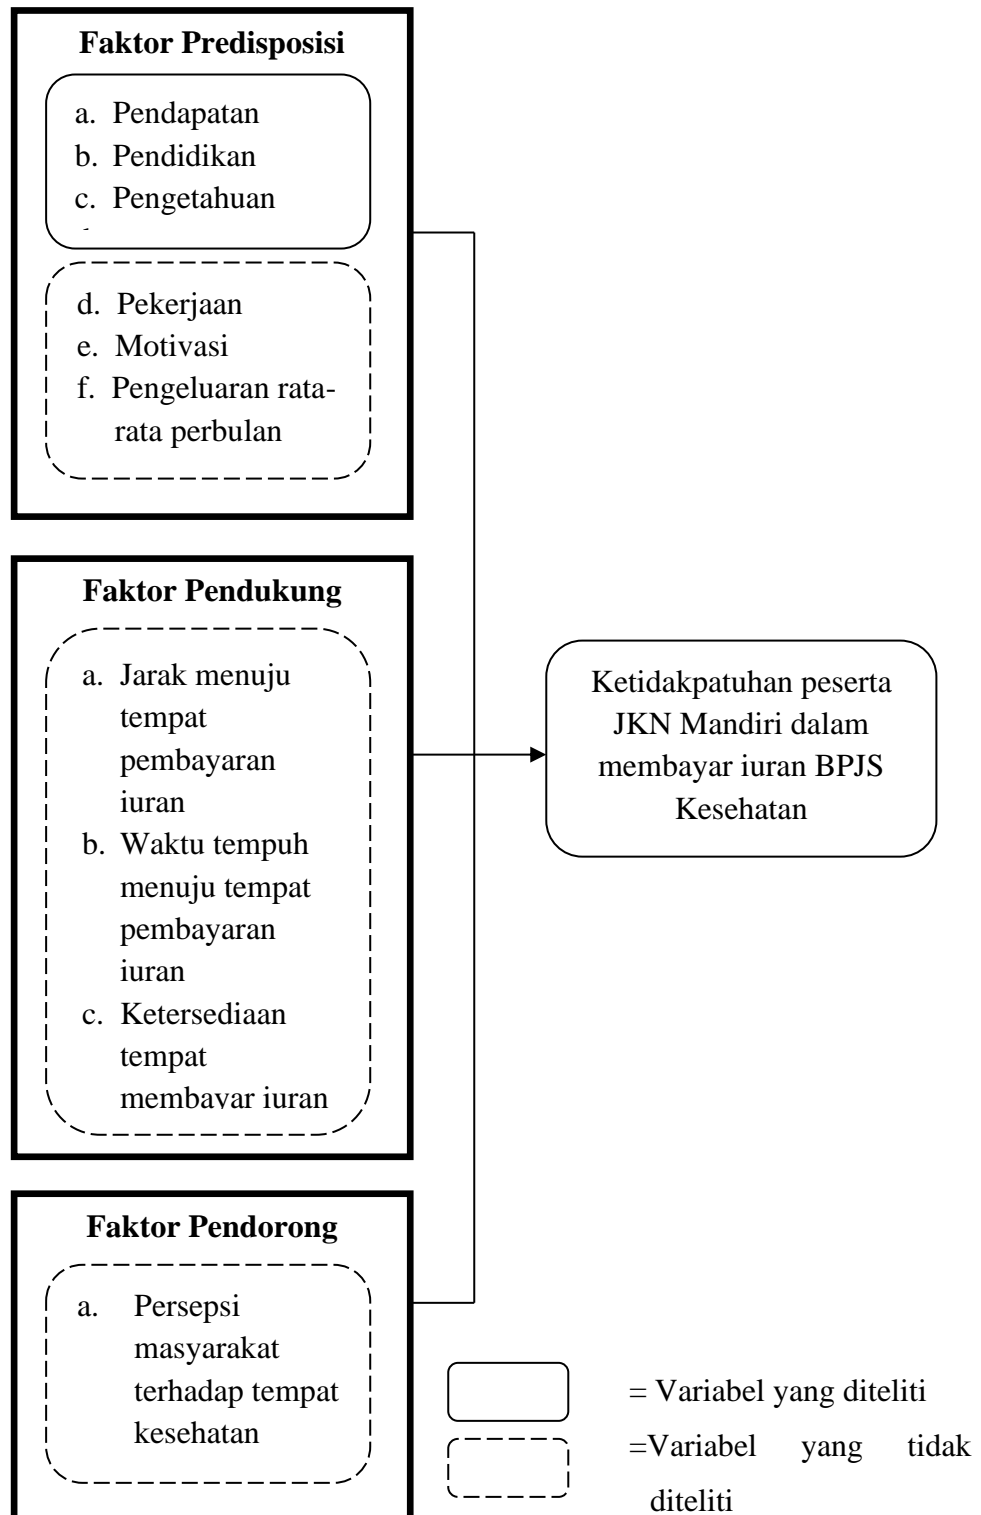 Faktor Predisposisi
a. Pendapatan
b. Pendidikan
c. Pengetahuan
d. Pekerjaan
e. Motivasi
f. Pengeluaran rata-
rata perbulan
Faktor Pendukung
a. Jarak menuju
tempat
pembayaran
iuran
b. Waktu tempuh
menuju tempat
pembayaran
iuran
c. Ketersediaan
tempat
membayar iuran
Faktor Pendorong
a. Persepsi
masyarakat
terhadap tempat
kesehatan
Ketidakpatuhan peserta
JKN Mandiri dalam
membayar iuran BPJS
Kesehatan
= Variabel yang diteliti
=Variabel yang tidak
diteliti